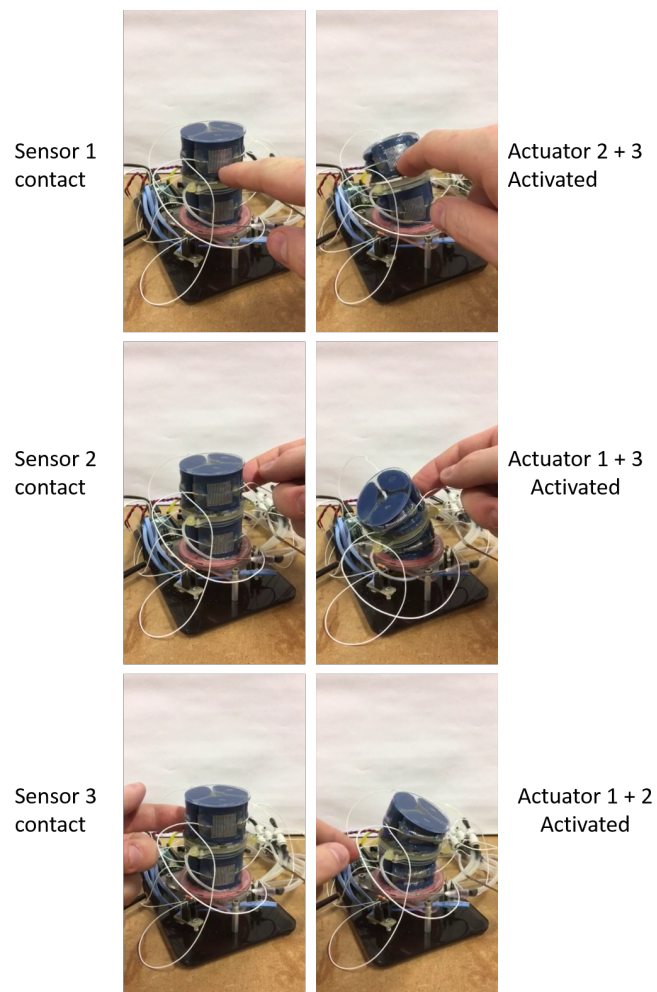 Sensor 1
contact
Actuator 2 + 3
Activated
Sensor 2
contact
Actuator 1 + 3
Activated
Sensor 3
contact
Actuator 1 + 2
Activated